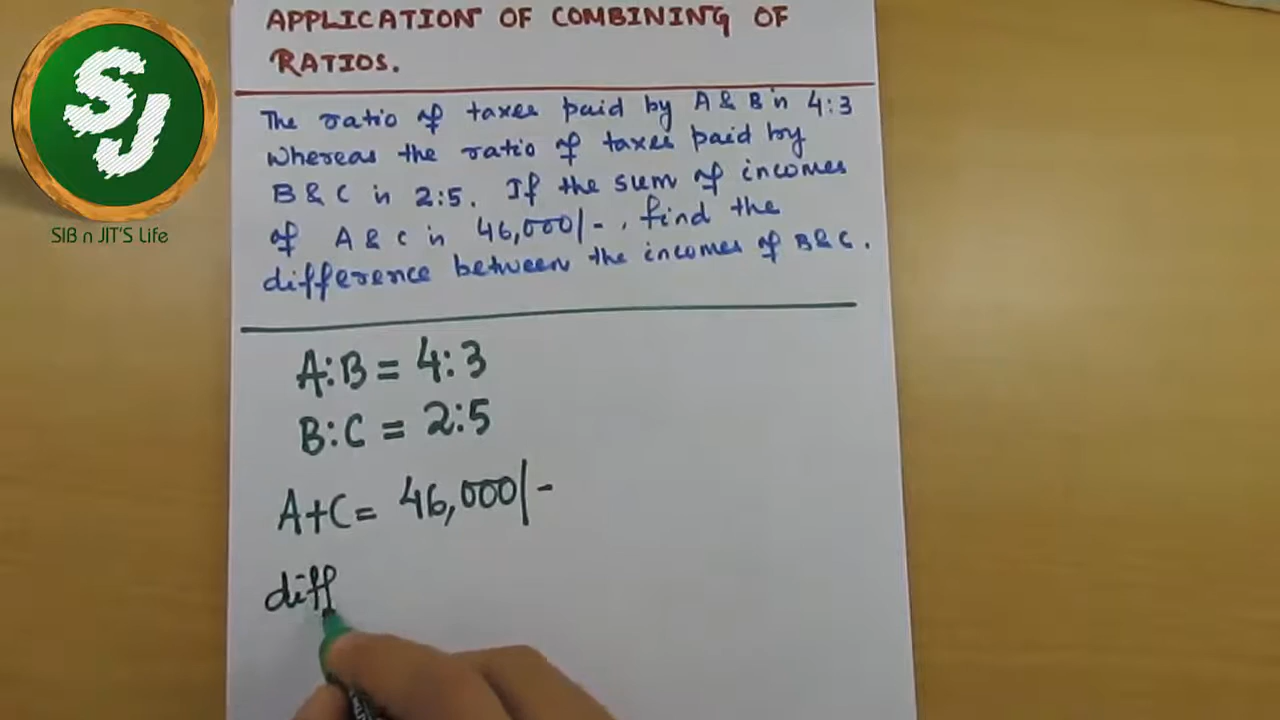 SJ
SIB n JIT'S Life
APPLICATION OF COMBINING OF
RATIOS.
The ratio of taxes paid by A & B is 4:3
whereas the ratio of taxes paid by
B & C is 2:5. If the sum of incomes
of A & C is 46,000/-, find the
difference between the incomes of B & C.
A:B = 4:3
B:C = 2:5
A+C = 46,000/-
diff